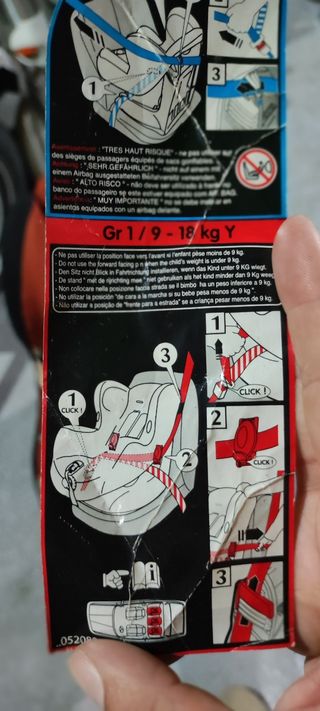 2
1
3
Avertissement : "TRES HAUT RISQUE" - ne pas utiliser sur
des sièges de passagers équipés de sacs gonflables.
: "SEHR GEFÄHRLICH" - nicht auf einem mit
einem Airbag ausgestatteten
: "ALTO RISCO" - não deve ser utilizado à frente no
banco do passageiro se este estiver equipado com AIR BAG.
: "MUY IMPORTANTE" no se debe usar en
asientos equipados con un airbag delante.
Gr 1 / 9 - 18 kg Y
- Ne pas utiliser la position face vers l'avant si l'enfant pèse moins de 9 kg.
- Do not use the forward facing when the child's weight is under 9 kg
- Den Sitz nicht Blick in Fahrtrichtung installieren, wenn das Kind unter 9 KG wiegt.
- De stand " met de rijrichting mee " niet gebruiken als het kind minder dan 9 Kg
- Non collocare nella posizione faccia strada se il bimbo ha un peso inferiore a 9 kg.
- No utilizar la posición "de cara a la marcha si su bebe pesa menos de 9 kg ".
- Não utilizar a posição "de frente para a estrada" se a criança pesar menos de 9 kg.
1
CLICK !
3
1
CLICK !
2
2
CLICK !
3